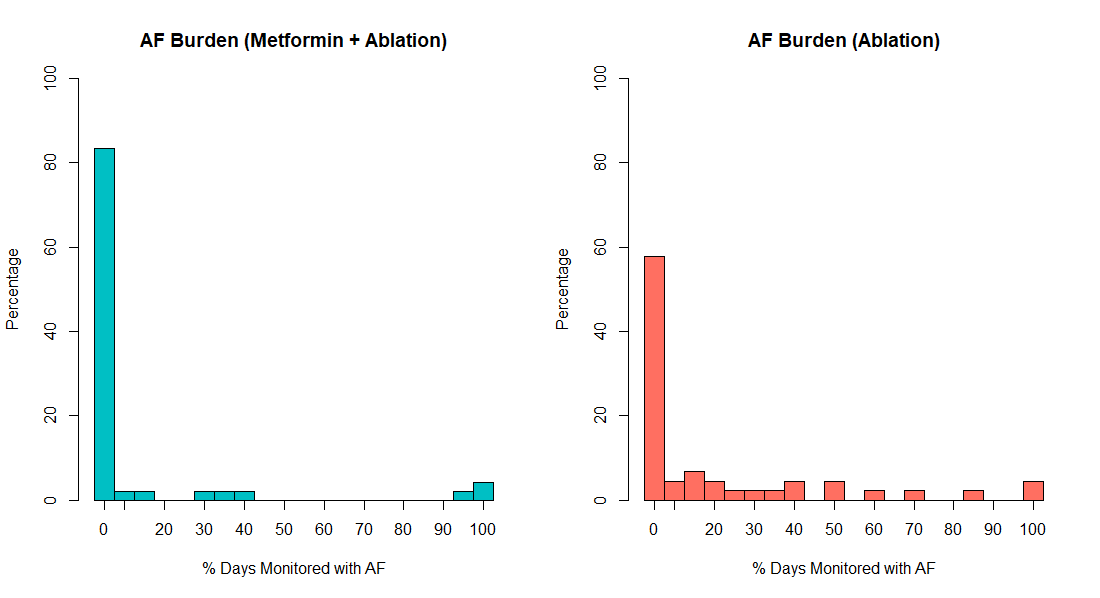 AF Burden (Metformin + Ablation)
Percentage
0 20 40 60 80 100
0 20 30 40 50 60 70 80 90 100
% Days Monitored with AF
AF Burden (Ablation)
Percentage
0 20 40 60 80 100
0 20 30 40 50 60 70 80 90 100
% Days Monitored with AF